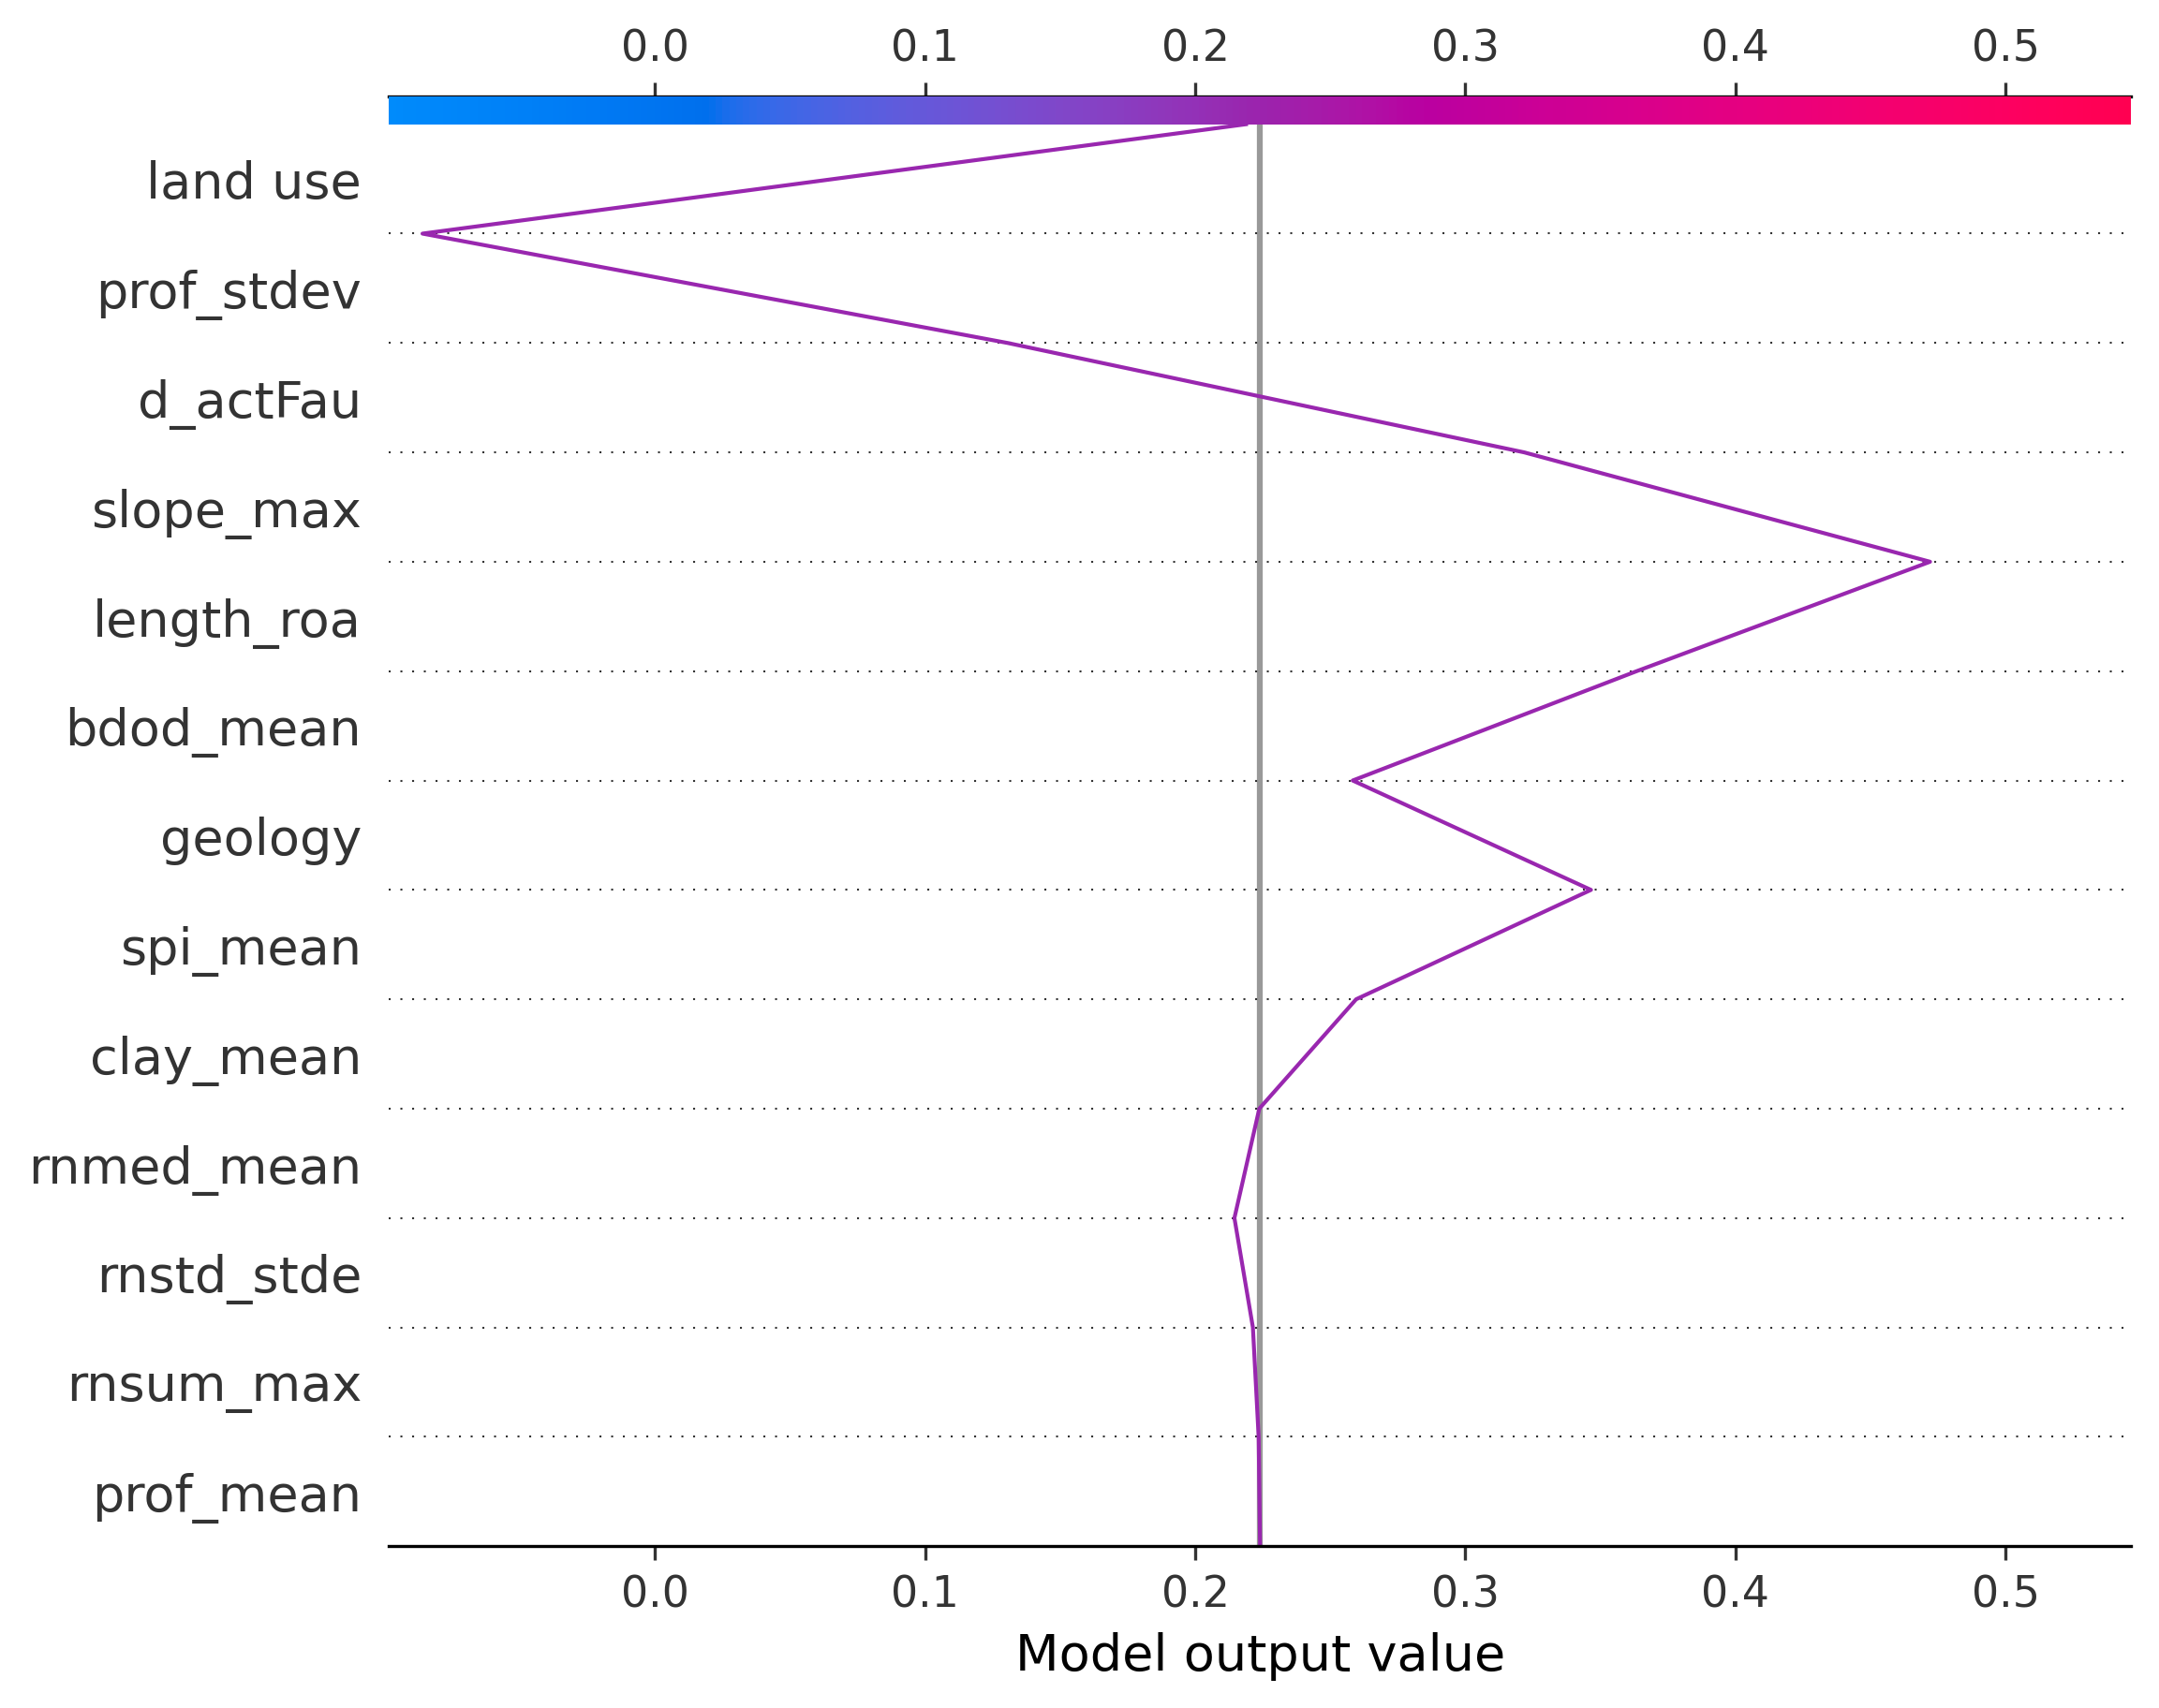 0.0 0.1 0.2 0.3 0.4 0.5
land use
prof_stdev
d_actFau
slope_max
length_roa
bdod_mean
geology
spi_mean
clay_mean
rnmed_mean
rnstd_stde
rnsum_max
prof_mean
0.0 0.1 0.2 0.3 0.4 0.5
Model output value